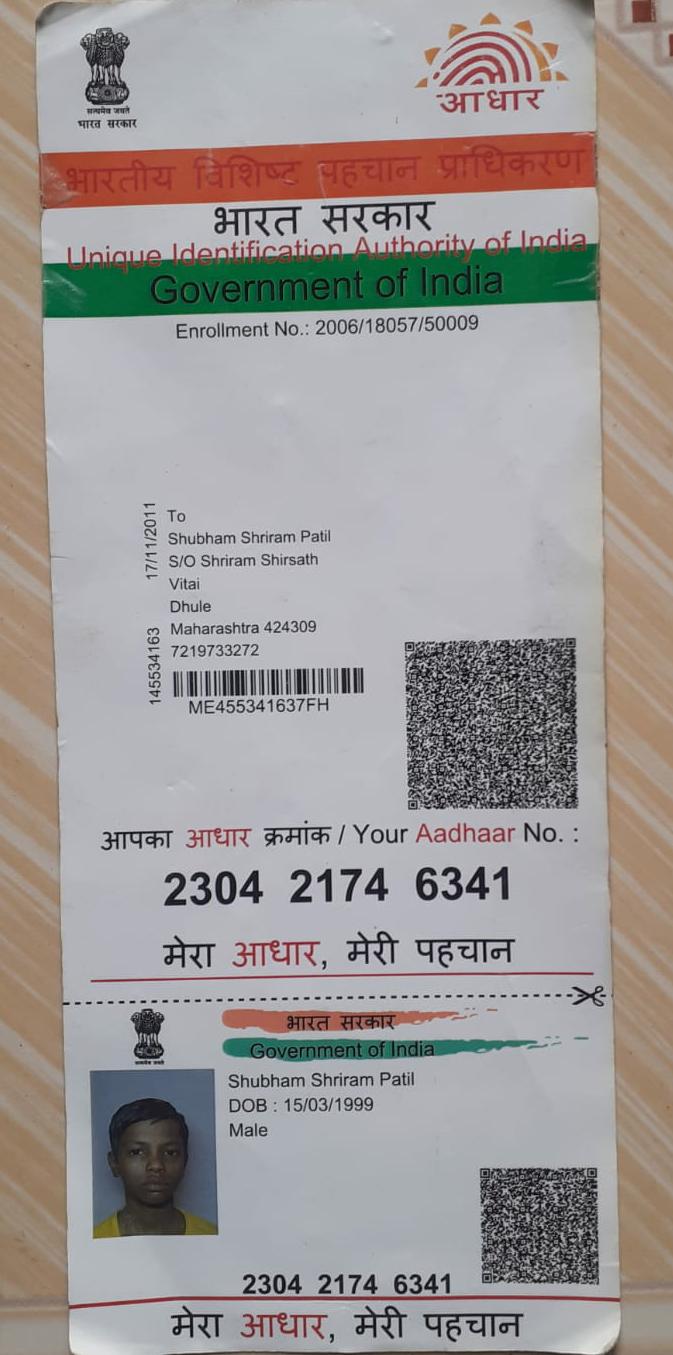 सत्यमेव जयते
भारत सरकार
आधार
भारतीय विशिष्ट पहचान प्राधिकरण
भारत सरकार
Unique Identification Authority of India
Government of India
Enrollment No.: 2006/18057/50009
17/11/2011
145534163
To
Shubham Shriram Patil
S/O Shriram Shirsath
Vitai
Dhule
Maharashtra 424309
7219733272
ME455341637FH
आपका आधार क्रमांक / Your Aadhaar No. :
2304 2174 6341
मेरा आधार, मेरी पहचान
भारत सरकार
Government of India
Shubham Shriram Patil
DOB : 15/03/1999
Male
2304 2174 6341
मेरा आधार, मेरी पहचान